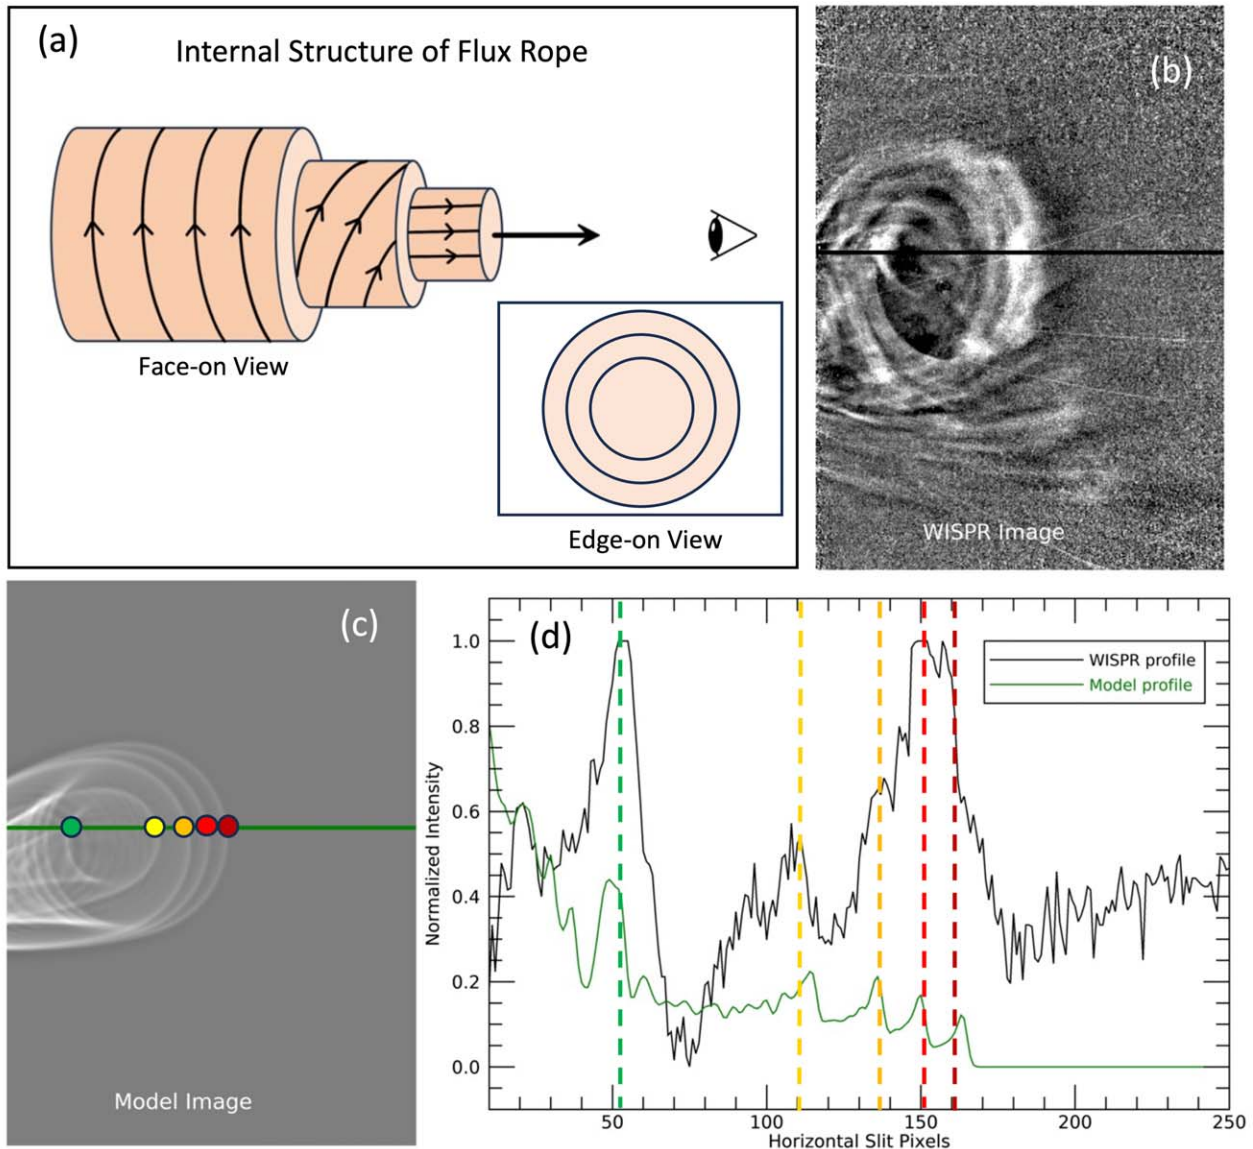 (a)
Internal Structure of Flux Rope
Face-on View
Edge-on View
(b)
WISPR Image
(c)
Model Image
(d)
WISPR profile
Model profile
Normalized Intensity
1.0
0.8
0.6
0.4
0.2
0.0
50
100
150
200
250
Horizontal Slit Pixels